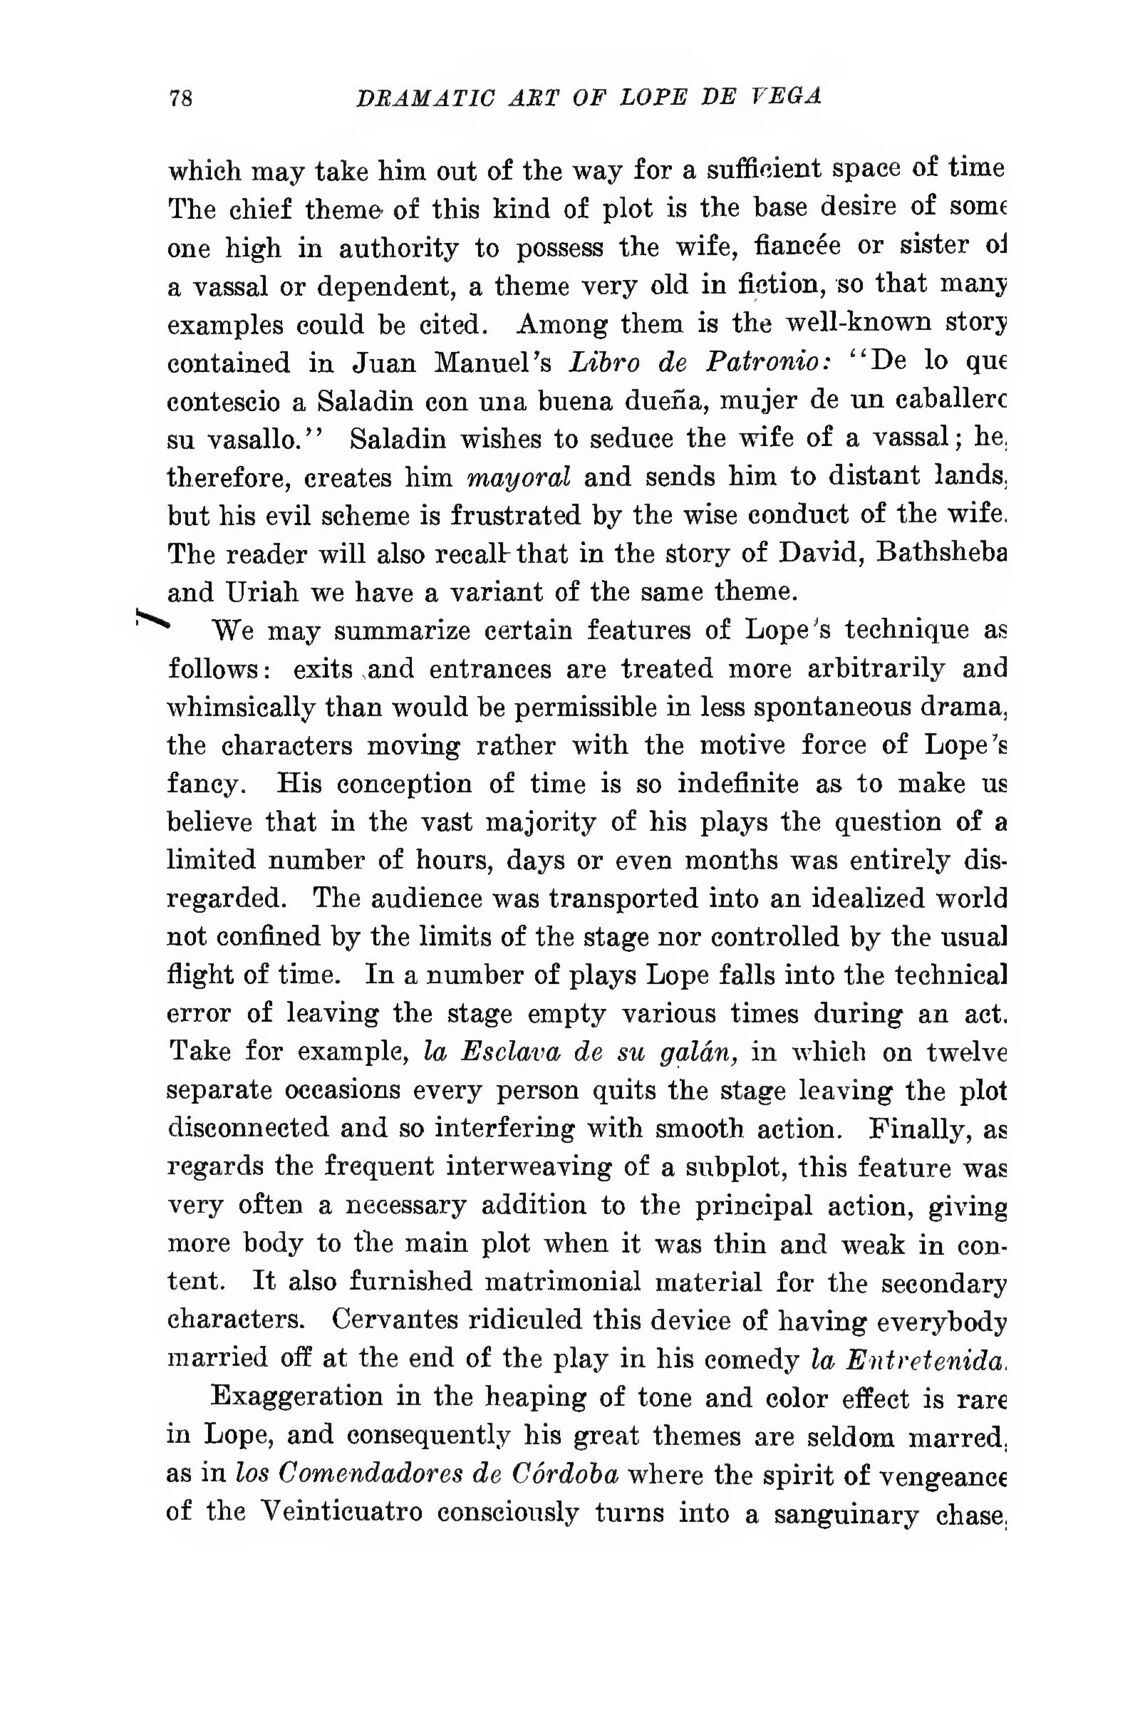 78 DRAMATIC ART OF LOPE DE VEGA
which may take him out of the way for a sufficient space of time
The chief theme of this kind of plot is the base desire of some
one high in authority to possess the wife, fiancée or sister of
a vassal or dependent, a theme very old in fiction, so that many
examples could be cited. Among them is the well-known story
contained in Juan Manuel's Libro de Patronio: "De lo que
contescio a Saladin con una buena dueña, mujer de un caballero
su vasallo." Saladin wishes to seduce the wife of a vassal; he,
therefore, creates him mayoral and sends him to distant lands,
but his evil scheme is frustrated by the wise conduct of the wife.
The reader will also recall that in the story of David, Bathsheba
and Uriah we have a variant of the same theme.
We may summarize certain features of Lope's technique as
follows: exits and entrances are treated more arbitrarily and
whimsically than would be permissible in less spontaneous drama,
the characters moving rather with the motive force of Lope's
fancy. His conception of time is so indefinite as to make us
believe that in the vast majority of his plays the question of a
limited number of hours, days or even months was entirely dis-
regarded. The audience was transported into an idealized world
not confined by the limits of the stage nor controlled by the usual
flight of time. In a number of plays Lope falls into the technical
error of leaving the stage empty various times during an act.
Take for example, la Esclava de su galán, in which on twelve
separate occasions every person quits the stage leaving the plot
disconnected and so interfering with smooth action. Finally, as
regards the frequent interweaving of a subplot, this feature was
very often a necessary addition to the principal action, giving
more body to the main plot when it was thin and weak in con-
tent. It also furnished matrimonial material for the secondary
characters. Cervantes ridiculed this device of having everybody
married off at the end of the play in his comedy la Entretenida.
Exaggeration in the heaping of tone and color effect is rare
in Lope, and consequently his great themes are seldom marred,
as in los Comendadores de Córdoba where the spirit of vengeance
of the Veinticuatro consciously turns into a sanguinary chase,